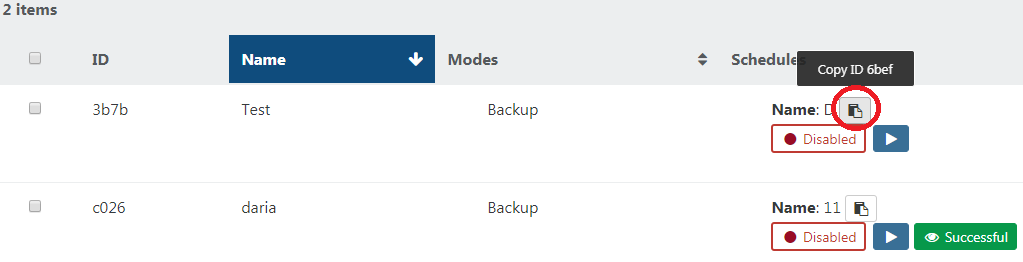 2 items
ID Name Modes Schedules
Copy ID 6bef
3b7b Test Backup Name: D
Disabled
c026 daria Backup Name: 11
Disabled Successful